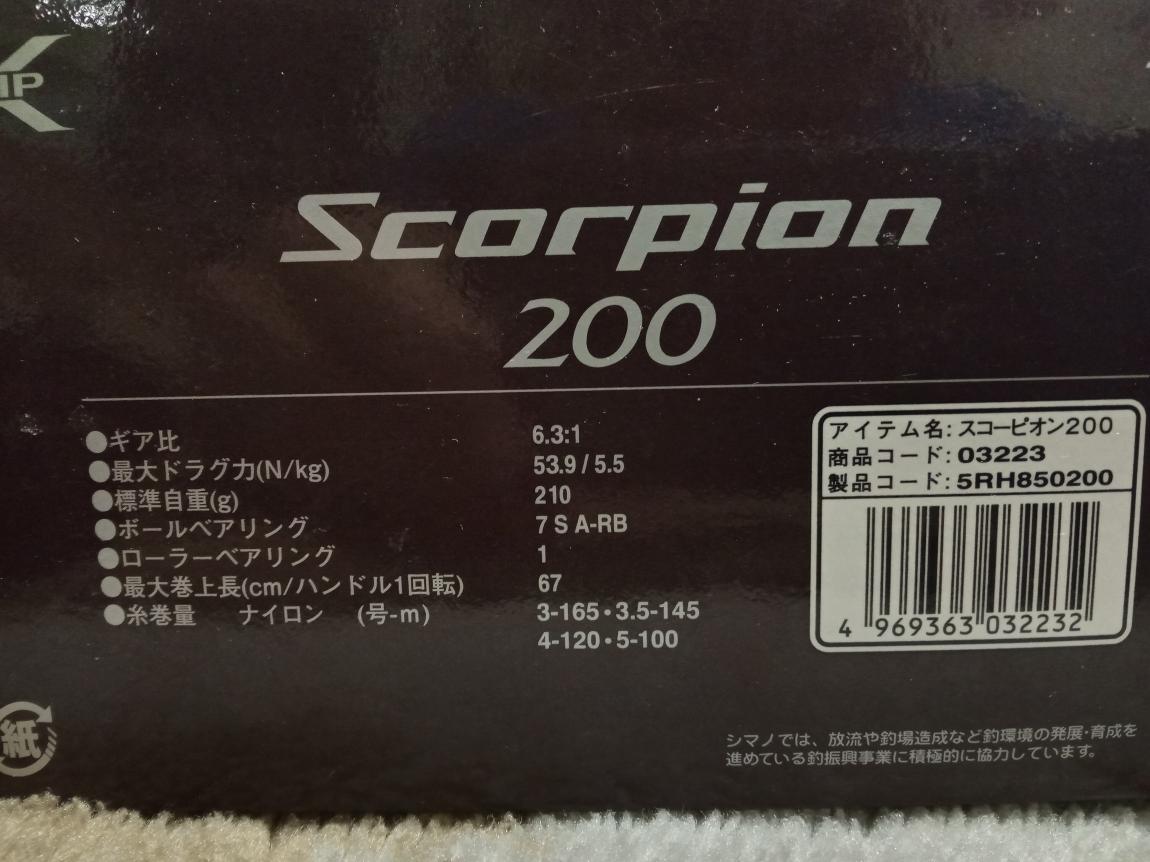 IP
Scorpion
200
●ギア比 6.3:1
●最大ドラグ力(N/kg) 53.9 / 5.5
●標準自重(g) 210
●ボールベアリング 7 S A-RB
●ローラーベアリング 1
●最大巻上長(cm/ハンドル1回転) 67
●糸巻量 ナイロン (号-m) 3-165・3.5-145
4-120・5-100
アイテム名: スコーピオン200
商品コード: 03223
製品コード: 5RH850200
4 969363 032232
紙
シマノでは、放流や釣場造成など釣環境の発展・育成を
進めている釣振興事業に積極的に協力しています。